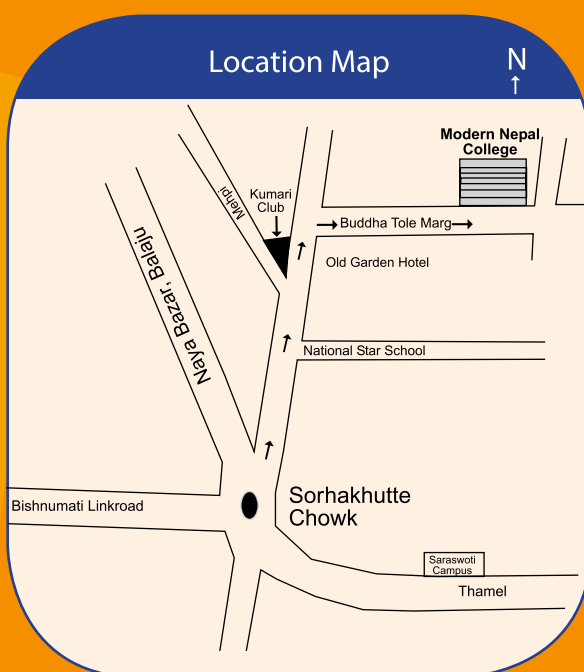 Location Map
N
Modern Nepal
College
Kumari
Club
Mehpi
Buddha Tole Marg
Old Garden Hotel
Naya Bazar, Balaju
National Star School
Sorhakhutte
Chowk
Bishnumati Linkroad
Saraswoti
Campus
Thamel